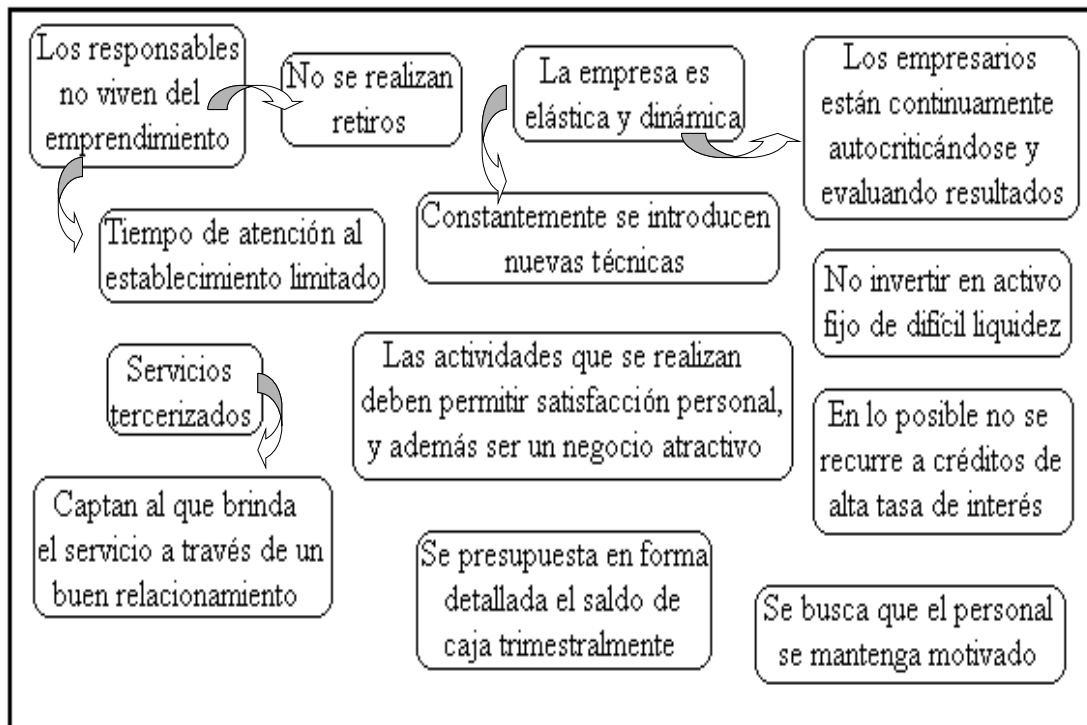 Los responsables
no viven del
emprendimiento
No se realizan
retiros
La empresa es
elástica y dinámica
Los empresarios
están continuamente
autocriticándose y
evaluando resultados
Tiempo de atención al
establecimiento limitado
Constantemente se introducen
nuevas técnicas
No invertir en activo
fijo de difícil liquidez
Servicios
tercerizados
Las actividades que se realizan
deben permitir satisfacción personal,
y además ser un negocio atractivo
En lo posible no se
recurre a créditos de
alta tasa de interés
Captan al que brinda
el servicio a través de un
buen relacionamiento
Se presupuesta en forma
detallada el saldo de
caja trimestralmente
Se busca que el personal
se mantenga motivado